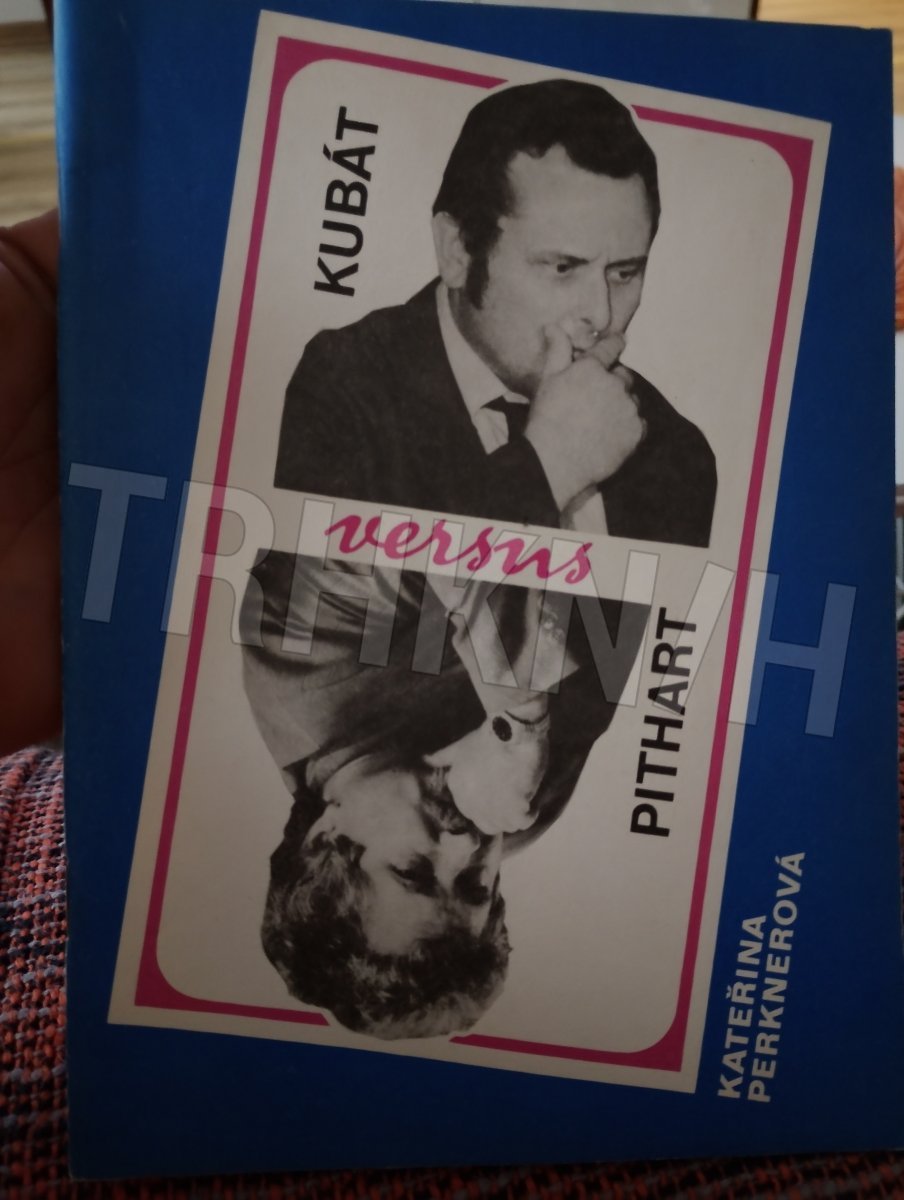 KUBÁT
versus
PITHART
KATEŘINA
PERKNEROVÁ
TRHKNIH